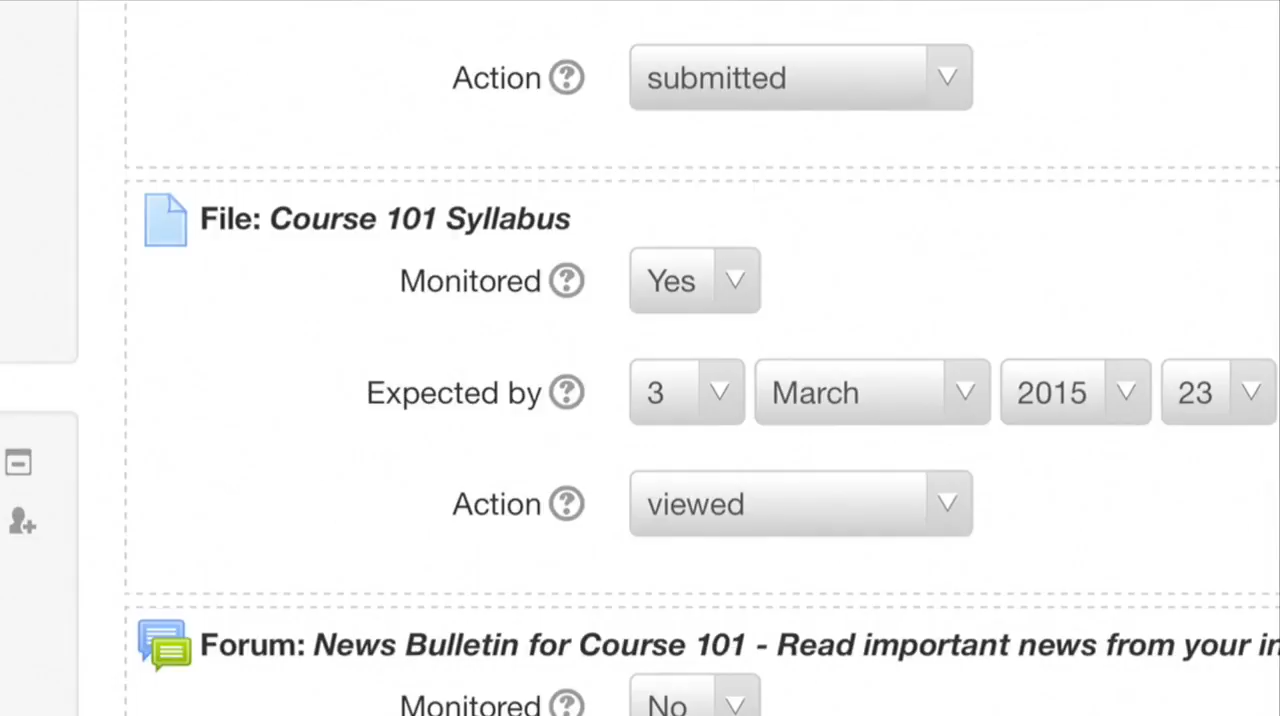 Action submitted
File: Course 101 Syllabus
Monitored Yes
Expected by 3 March 2015 23
Action viewed
Forum: News Bulletin for Course 101 - Read important news from your
Monitored No